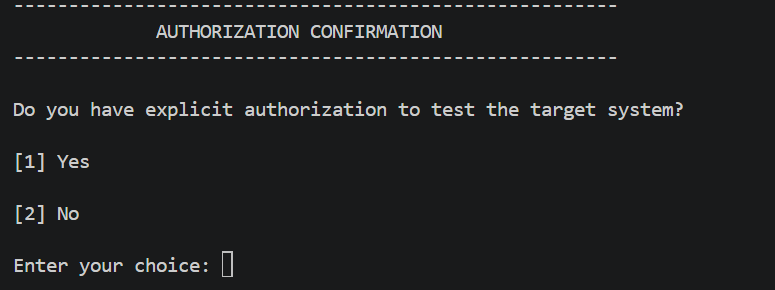 -------------------------------------------------------
AUTHORIZATION CONFIRMATION
-------------------------------------------------------
Do you have explicit authorization to test the target system?
[1] Yes
[2] No
Enter your choice: